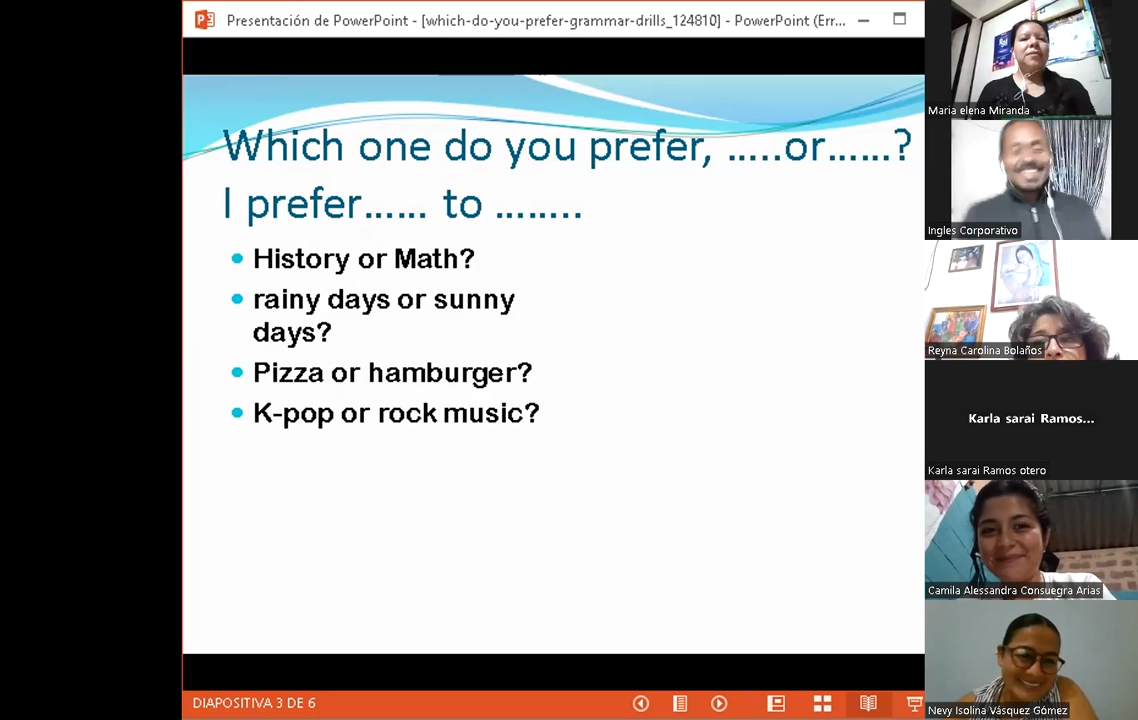 Presentación de PowerPoint - [which-do-you-prefer-grammar-drills_124810] - PowerPoint (Err...
Which one do you prefer, .....or......?
I prefer...... to ........
History or Math?
rainy days or sunny
days?
Pizza or hamburger?
K-pop or rock music?
DIAPOSITIVA 3 DE 6
Maria elena Miranda
Ingles Corporativo
Reyna Carolina Bolaños
Karla sarai Ramos...
Karla sarai Ramos otero
Camila Alessandra Consuegra Arias
Nevy Isolina Vásquez Gómez